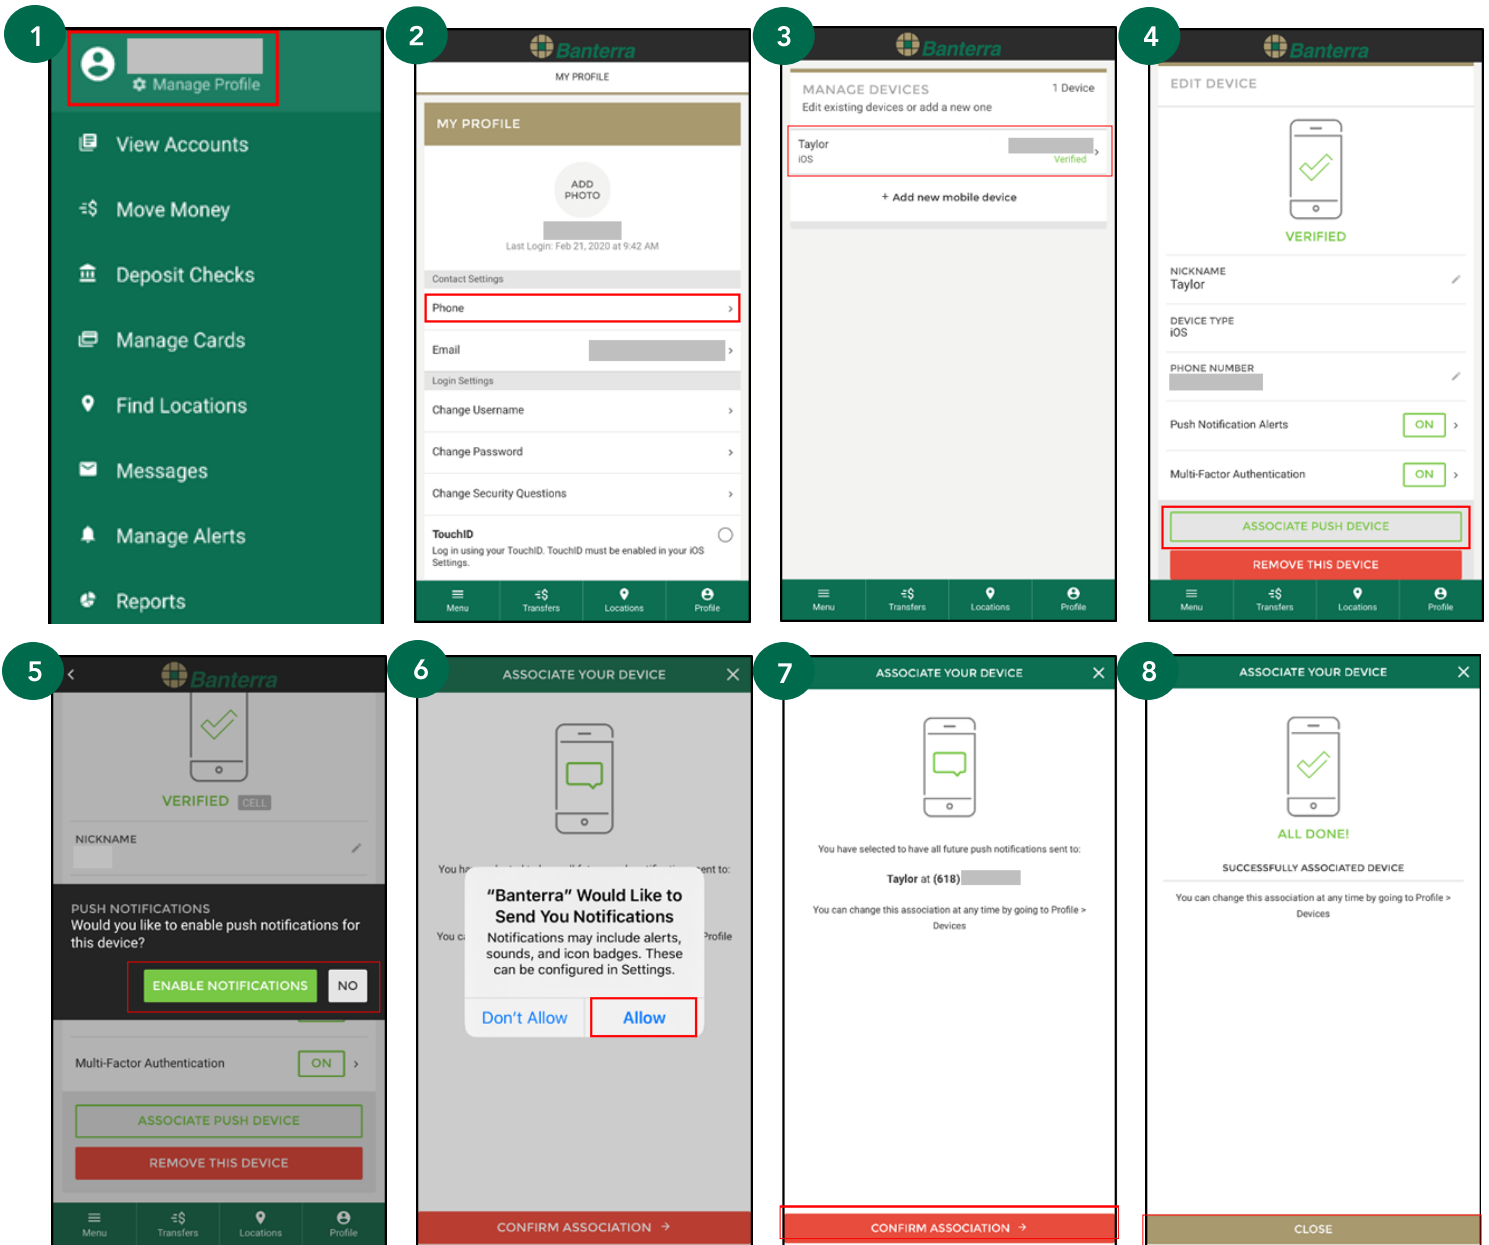 1
Manage Profile
View Accounts
Move Money
Deposit Checks
Manage Cards
Find Locations
Messages
Manage Alerts
Reports
2
Banterra
MY PROFILE
MY PROFILE
ADD
PHOTO
Last Login: Feb 21, 2020 at 9:42 AM
Contact Settings
Phone
Email
Login Settings
Change Username
Change Password
Change Security Questions
TouchID
Log in using your TouchID. TouchID must be enabled in your iOS
Settings.
Menu Transfers Locations Profile
3
Banterra
MANAGE DEVICES 1 Device
Edit existing devices or add a new one
Taylor
iOS Verified
+ Add new mobile device
Menu Transfers Locations Profile
4
Banterra
EDIT DEVICE
VERIFIED
NICKNAME
Taylor
DEVICE TYPE
iOS
PHONE NUMBER
Push Notification Alerts ON
Multi-Factor Authentication ON
ASSOCIATE PUSH DEVICE
REMOVE THIS DEVICE
Menu Transfers Locations Profile
5
Banterra
VERIFIED CELL
NICKNAME
PUSH NOTIFICATIONS
Would you like to enable push notifications for
this device?
ENABLE NOTIFICATIONS NO
Multi-Factor Authentication ON
ASSOCIATE PUSH DEVICE
REMOVE THIS DEVICE
Menu Transfers Locations Profile
6
ASSOCIATE YOUR DEVICE
You to:
"Banterra" Would Like to
Send You Notifications
Notifications may include alerts,
You Profile
sounds, and icon badges. These
can be configured in Settings.
Don't Allow Allow
CONFIRM ASSOCIATION
7
ASSOCIATE YOUR DEVICE
You have selected to have all future push notifications sent to:
Taylor at (618)
You can change this association at any time by going to Profile >
Devices
CONFIRM ASSOCIATION
8
ASSOCIATE YOUR DEVICE
ALL DONE!
SUCCESSFULLY ASSOCIATED DEVICE
You can change this association at any time by going to Profile >
Devices
CLOSE